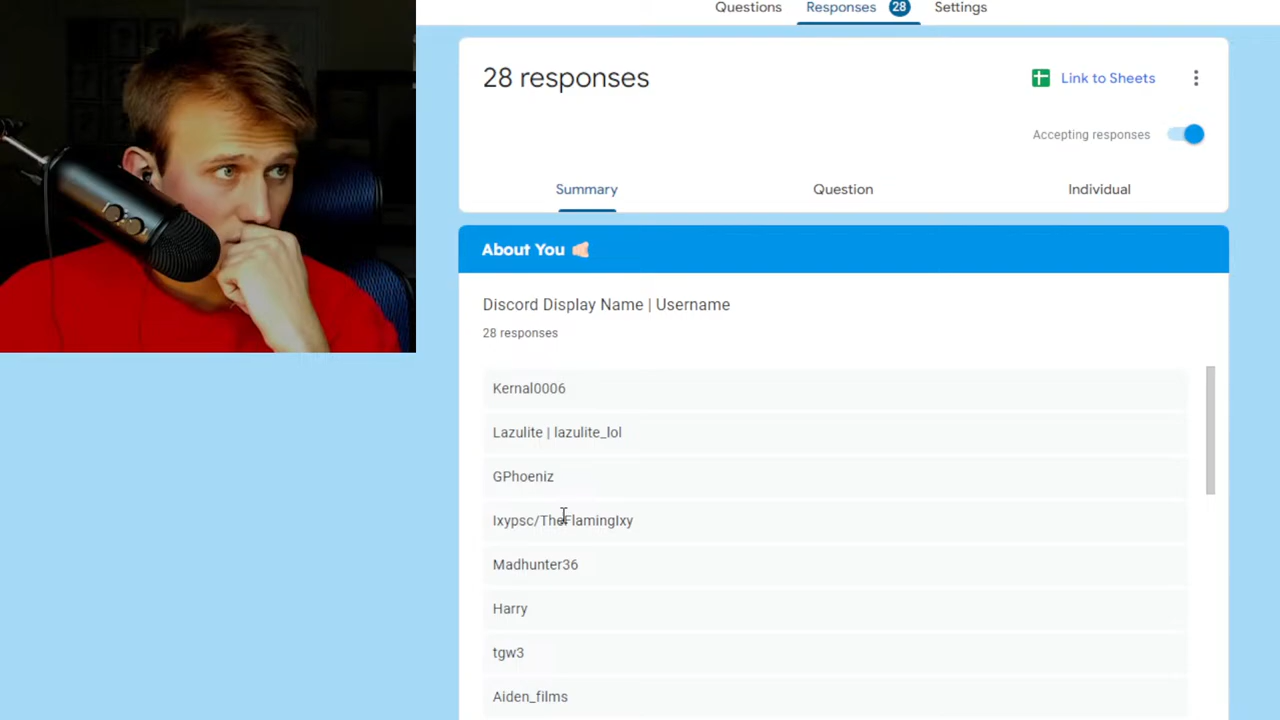 Questions Responses 28 Settings
28 responses
Link to Sheets
Accepting responses
Summary Question Individual
About You
Discord Display Name | Username
28 responses
Kernal0006
Lazulite | lazulite_lol
GPhoeniz
Ixypsc/TheFlamingIxy
Madhunter36
Harry
tgw3
Aiden_films